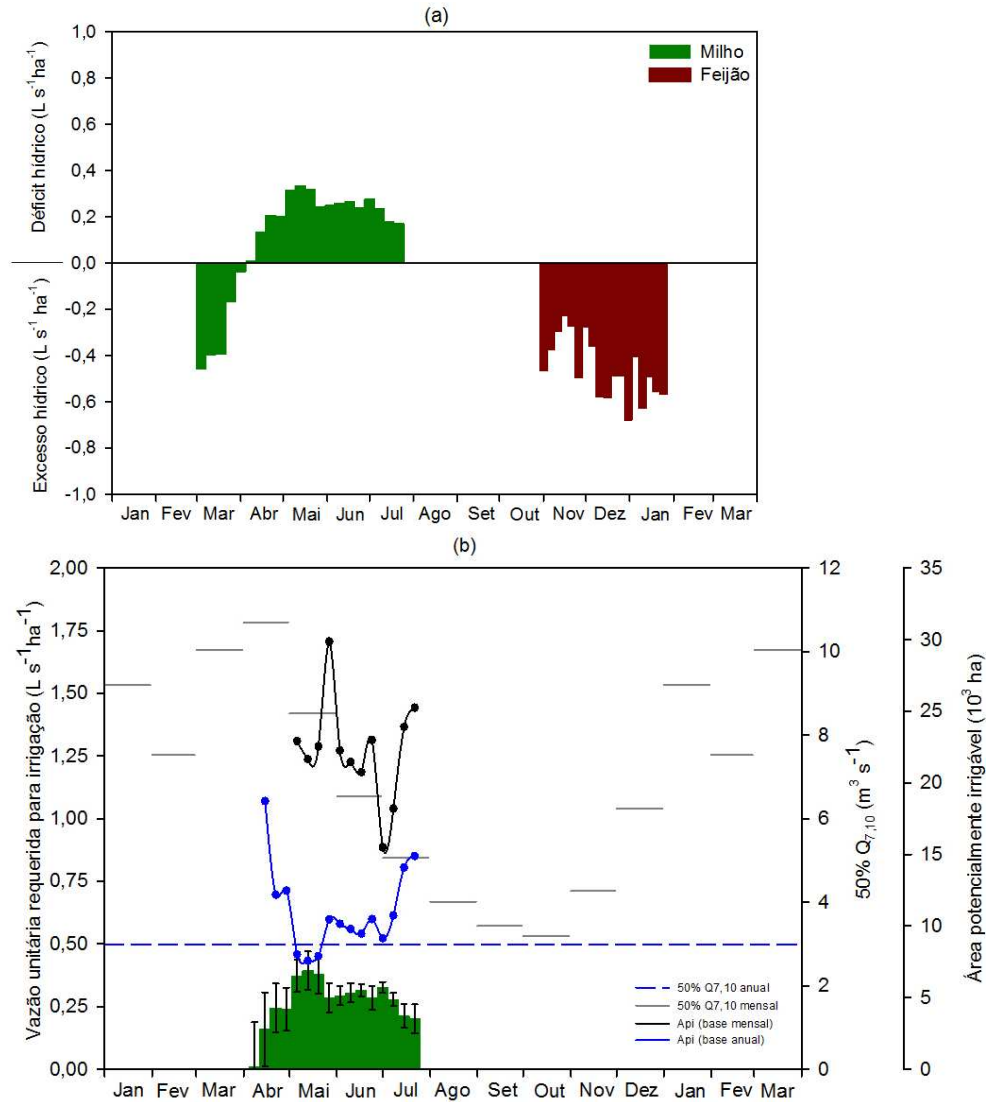 (a)
1,0
0,8
0,6
0,4
0,2
0,0
-0,2
-0,4
-0,6
-0,8
-1,0
Déficit hídrico (L s⁻¹ha⁻¹)
Excesso hídrico (L s⁻¹ ha⁻¹)
Milho
Feijão
Jan Fev Mar Abr Mai Jun Jul Ago Set Out Nov Dez Jan Fev Mar
(b)
2,00
1,75
1,50
1,25
1,00
0,75
0,50
0,25
0,00
Vazão unitária requerida para irrigação (L s⁻¹ha⁻¹)
12
10
8
6
4
2
0
50% Q7,10 (m³ s⁻¹)
35
30
25
20
15
10
5
0
Área potencialmente irrigável (10³ ha)
50% Q7,10 anual
50% Q7,10 mensal
Api (base mensal)
Api (base anual)
Jan Fev Mar Abr Mai Jun Jul Ago Set Out Nov Dez Jan Fev Mar